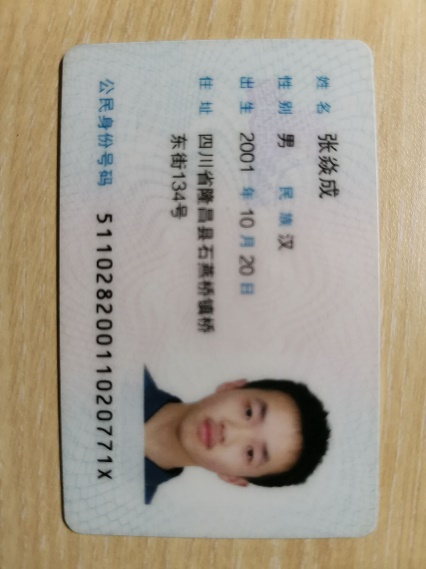 姓名 张焱成
性别 男 民族 汉
出生 2001 年 10 月 20 日
住址 四川省隆昌县石燕桥镇桥
东街134号
公民身份号码 51102820011020771X